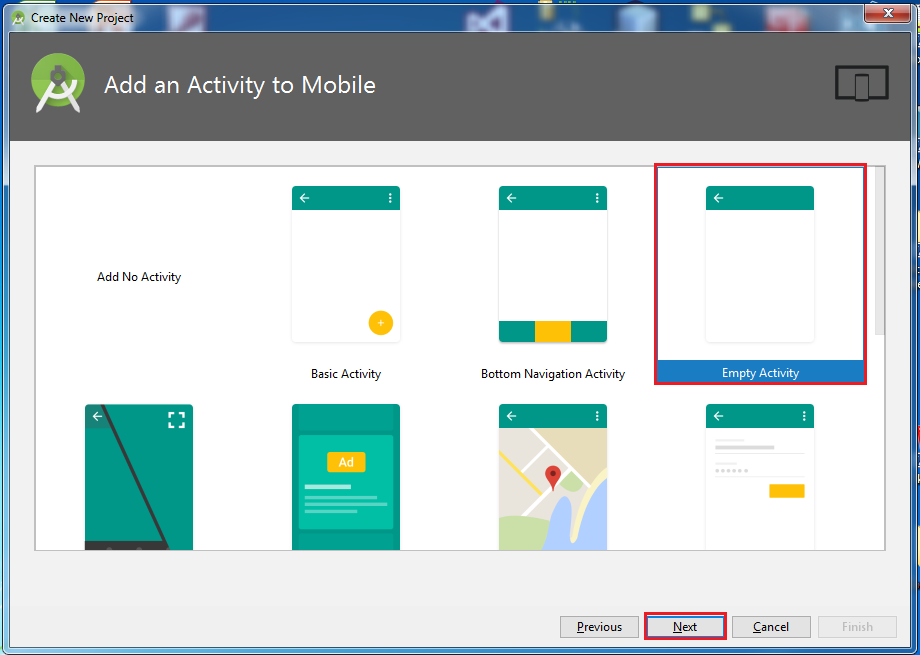 Create New Project
Add an Activity to Mobile
Add No Activity
Basic Activity
Bottom Navigation Activity
Empty Activity
Ad
Previous
Next
Cancel
Finish